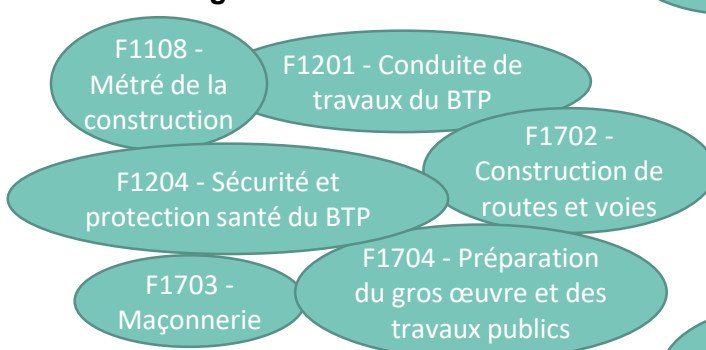 F1108 -
Métré de la
construction
F1201 - Conduite de
travaux du BTP
F1702 -
Construction de
routes et voies
F1204 - Sécurité et
protection santé du BTP
F1704 - Préparation
du gros œuvre et des
travaux publics
F1703 -
Maçonnerie